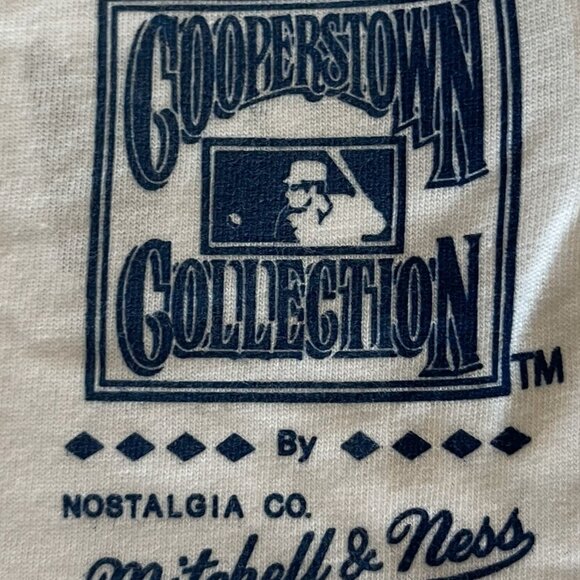 COOPERSTOWN
COLLECTION
TM
By
NOSTALGIA CO.
Mitchell & Ness